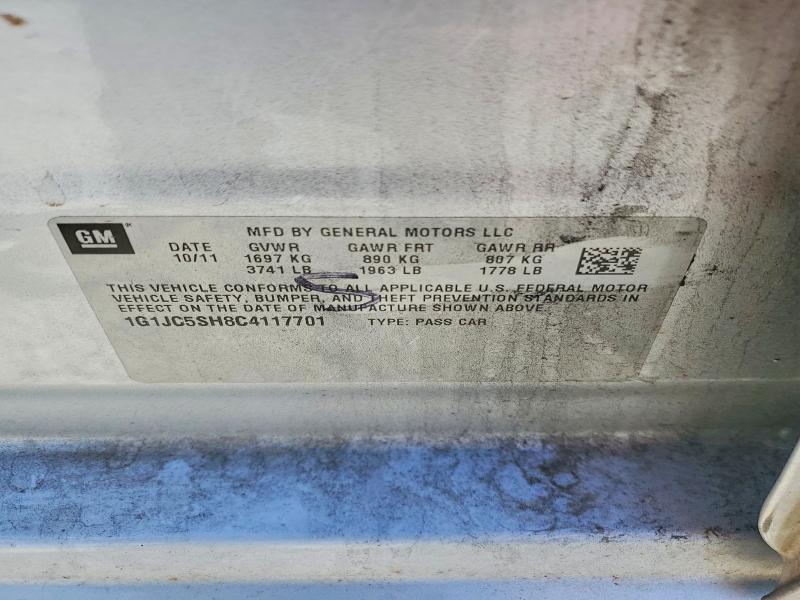 GM
MFD BY GENERAL MOTORS LLC
DATE GVWR GAWR FRT GAWR RR
10/11 1697 KG 890 KG 807 KG
3741 LB 1963 LB 1778 LB
THIS VEHICLE CONFORMS TO ALL APPLICABLE U.S. FEDERAL MOTOR
VEHICLE SAFETY, BUMPER, AND THEFT PREVENTION STANDARDS IN
EFFECT ON THE DATE OF MANUFACTURE SHOWN ABOVE.
1G1JC5SH8C4117701 TYPE: PASS CAR